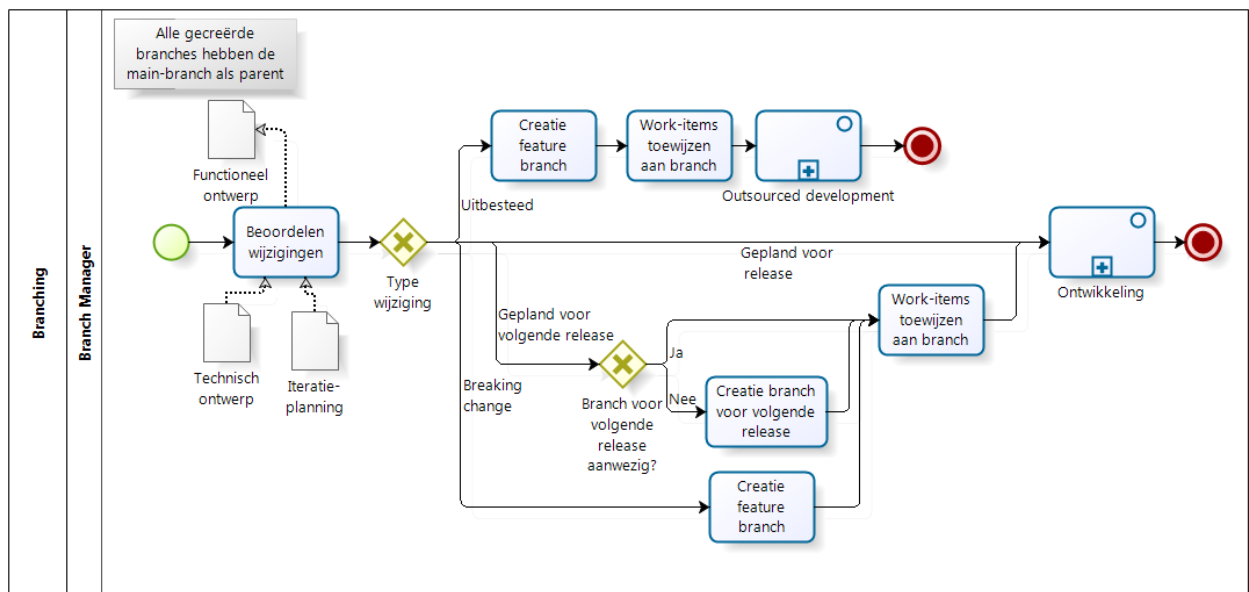 Branching
Branch Manager
Alle gecreërde
branches hebben de
main-branch als parent
Functioneel
ontwerp
Beoordelen
wijzigingen
Technisch
ontwerp
Iteratie-
planning
Type
wijziging
Uitbesteed
Creatie
feature
branch
Work-items
toewijzen
aan branch
Outsourced development
Gepland voor
release
Ontwikkeling
Gepland voor
volgende release
Breaking
change
Branch voor
volgende
release
aanwezig?
Ja
Nee
Creatie branch
voor volgende
release
Work-items
toewijzen
aan branch
Creatie
feature
branch